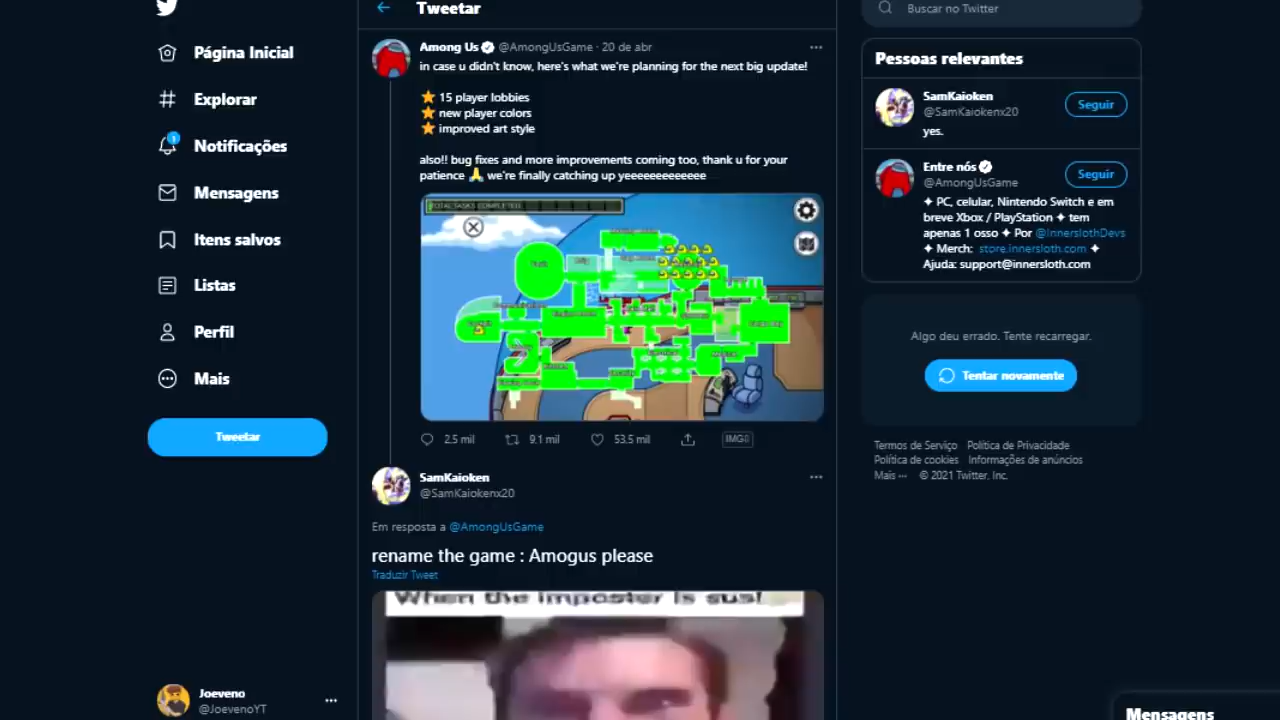 Tweetar
Buscar no Twitter
Página Inicial
Explorar
1
Notificações
Mensagens
Itens salvos
Listas
Perfil
Mais
Tweetar
Joeveno
@JoevenoYT
Among Us @AmongUsGame · 20 de abr
in case u didn't know, here's what we're planning for the next big update!
⭐ 15 player lobbies
⭐ new player colors
⭐ improved art style
also!! bug fixes and more improvements coming too, thank u for your
patience 🙏 we're finally catching up yeeeeeeeeeeeee
TOTAL TASKS COMPLETED
2.5 mil 9.1 mil 53.5 mil
SamKaioken
@SamKaiokenx20
Em resposta a @AmongUsGame
rename the game : Amogus please
Traduzir Tweet
When the imposter is sus!
Pessoas relevantes
SamKaioken
@SamKaiokenx20
Seguir
yes.
Entre nós
@AmongUsGame
Seguir
✦ PC, celular, Nintendo Switch e em
breve Xbox / PlayStation ✦ tem
apenas 1 osso ✦ Por @InnerslothDevs
✦ Merch: store.innersloth.com ✦
Ajuda: support@innersloth.com
Algo deu errado. Tente recarregar.
Tentar novamente
Termos de Serviço Política de Privacidade
Política de cookies Informações de anúncios
Mais ··· © 2021 Twitter, Inc.
Mensagens